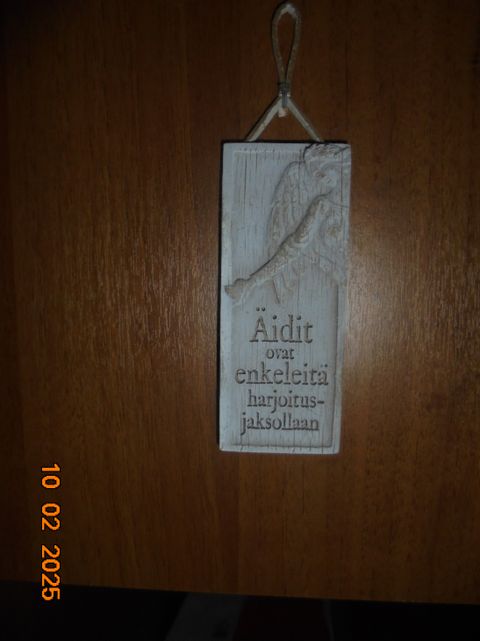 Äidit
ovat
enkeleitä
harjoitus-
jaksollaan
10 02 2025